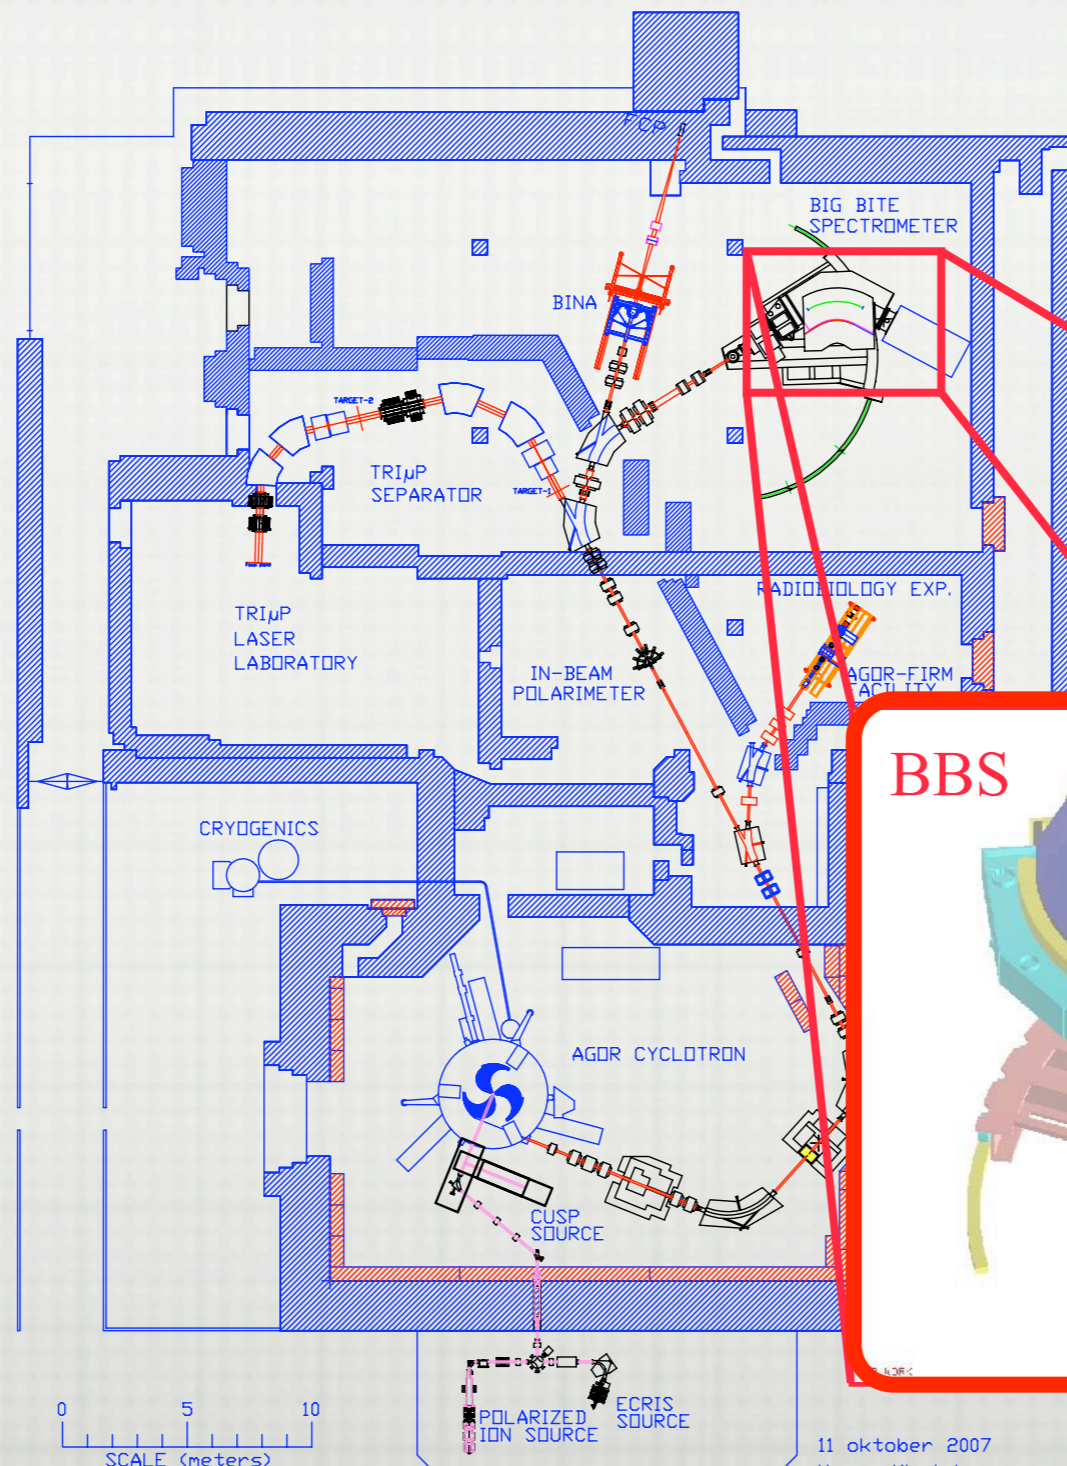 FCP
BIG BITE
SPECTROMETER
BINA
TARGET-2
TRIμP
SEPARATOR
TARGET-1
RADIOBIOLOGY EXP.
TRIμP
LASER
LABORATORY
IN-BEAM
POLARIMETER
AGOR-FIRM
FACILITY
BBS
CRYOGENICS
AGOR CYCLOTRON
CUSP
SOURCE
WORK
ECRIS
SOURCE
POLARIZED
ION SOURCE
0 5 10
SCALE (meters)
11 oktober 2007